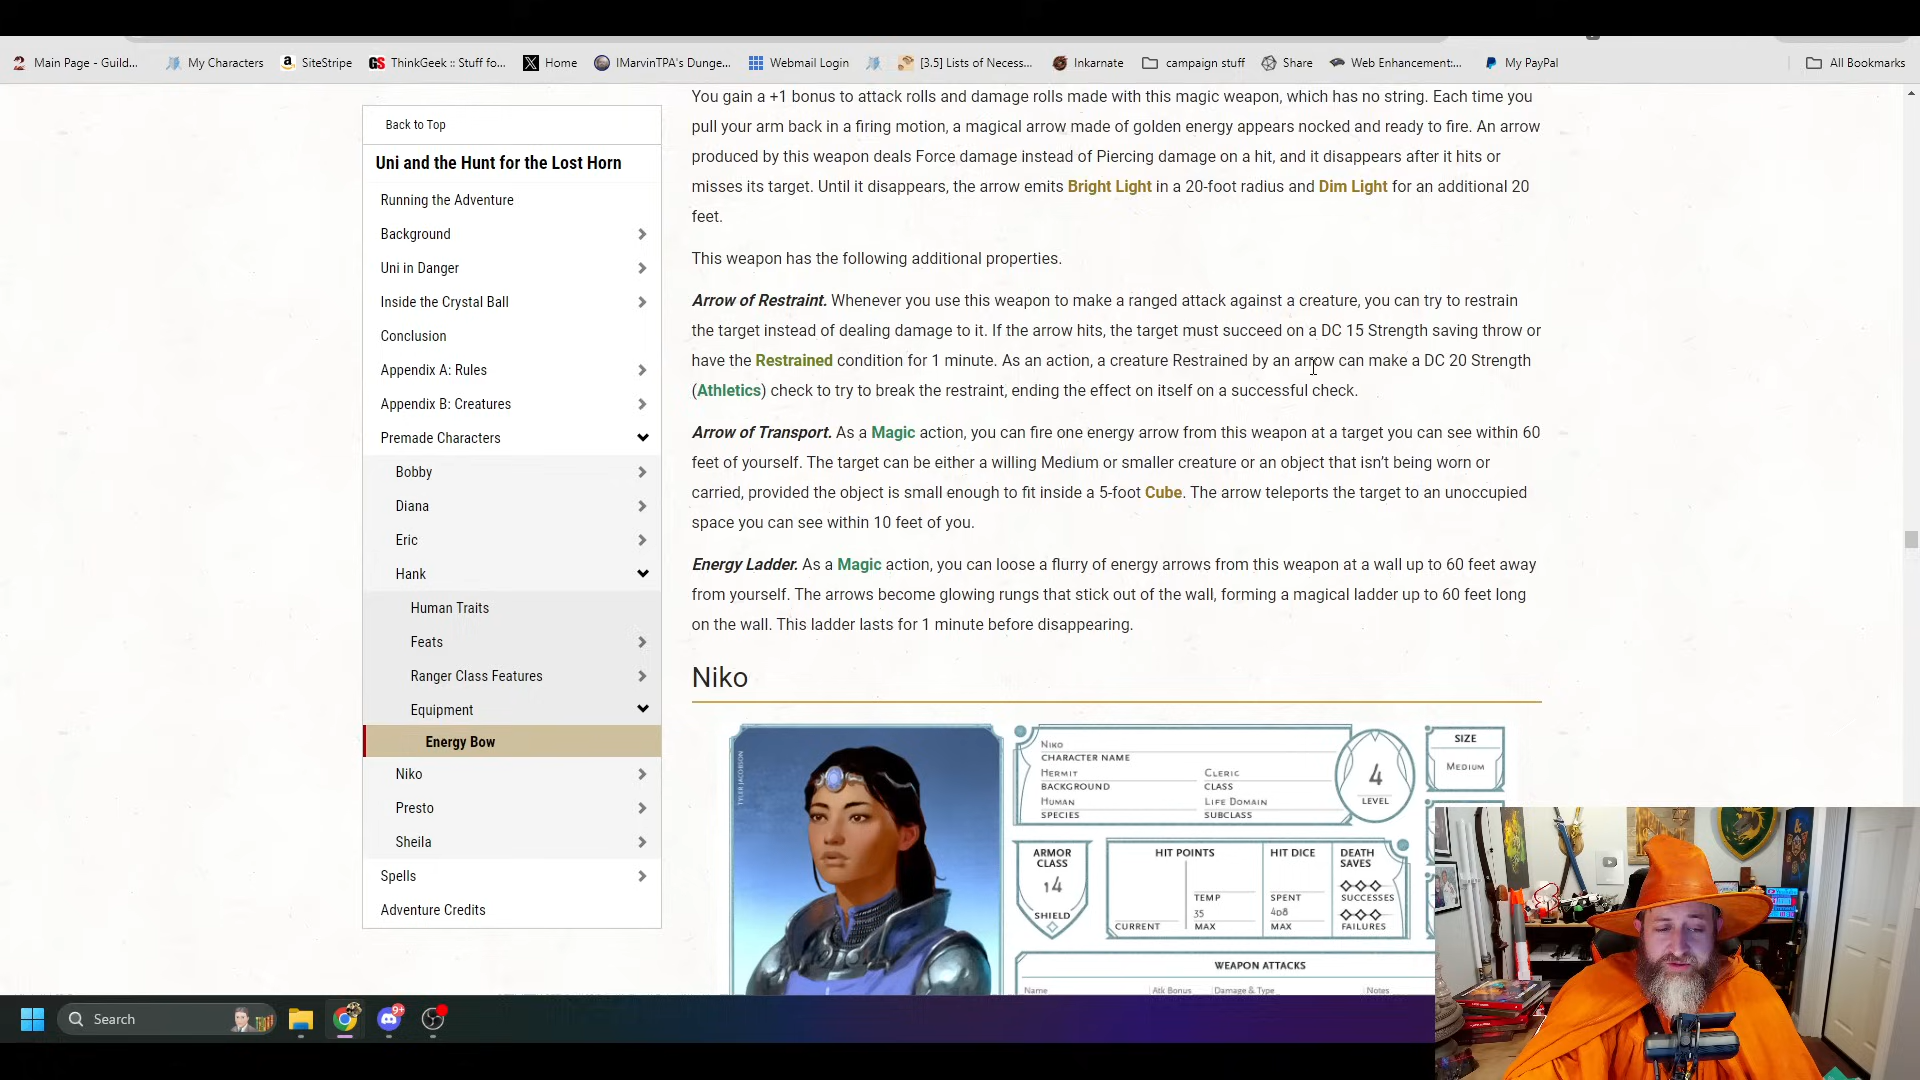 Main Page - Guild...
My Characters
SiteStripe
ThinkGeek :: Stuff fo...
Home
IMarvinTPA's Dunge...
Webmail Login
[3.5] Lists of Necess...
Inkarnate
campaign stuff
Share
Web Enhancement:...
My PayPal
All Bookmarks
Back to Top
Uni and the Hunt for the Lost Horn
Running the Adventure
Background
Uni in Danger
Inside the Crystal Ball
Conclusion
Appendix A: Rules
Appendix B: Creatures
Premade Characters
Bobby
Diana
Eric
Hank
Human Traits
Feats
Ranger Class Features
Equipment
Energy Bow
Niko
Presto
Sheila
Spells
Adventure Credits
You gain a +1 bonus to attack rolls and damage rolls made with this magic weapon, which has no string. Each time you
pull your arm back in a firing motion, a magical arrow made of golden energy appears nocked and ready to fire. An arrow
produced by this weapon deals Force damage instead of Piercing damage on a hit, and it disappears after it hits or
misses its target. Until it disappears, the arrow emits Bright Light in a 20-foot radius and Dim Light for an additional 20
feet.
This weapon has the following additional properties.
Arrow of Restraint. Whenever you use this weapon to make a ranged attack against a creature, you can try to restrain
the target instead of dealing damage to it. If the arrow hits, the target must succeed on a DC 15 Strength saving throw or
have the Restrained condition for 1 minute. As an action, a creature Restrained by an arrow can make a DC 20 Strength
(Athletics) check to try to break the restraint, ending the effect on itself on a successful check.
Arrow of Transport. As a Magic action, you can fire one energy arrow from this weapon at a target you can see within 60
feet of yourself. The target can be either a willing Medium or smaller creature or an object that isn't being worn or
carried, provided the object is small enough to fit inside a 5-foot Cube. The arrow teleports the target to an unoccupied
space you can see within 10 feet of you.
Energy Ladder. As a Magic action, you can loose a flurry of energy arrows from this weapon at a wall up to 60 feet away
from yourself. The arrows become glowing rungs that stick out of the wall, forming a magical ladder up to 60 feet long
on the wall. This ladder lasts for 1 minute before disappearing.
Niko
TYLER JACOBSON
Niko
CHARACTER NAME
Hermit
Cleric
BACKGROUND
CLASS
Human
Life Domain
SPECIES
SUBCLASS
4
LEVEL
SIZE
Medium
ARMOR
CLASS
14
SHIELD
HIT POINTS
CURRENT
TEMP
35
MAX
HIT DICE
SPENT
4d8
MAX
DEATH
SAVES
SUCCESSES
FAILURES
WEAPON ATTACKS
Name
Atk Bonus
Damage & Type
Notes
Search
9+